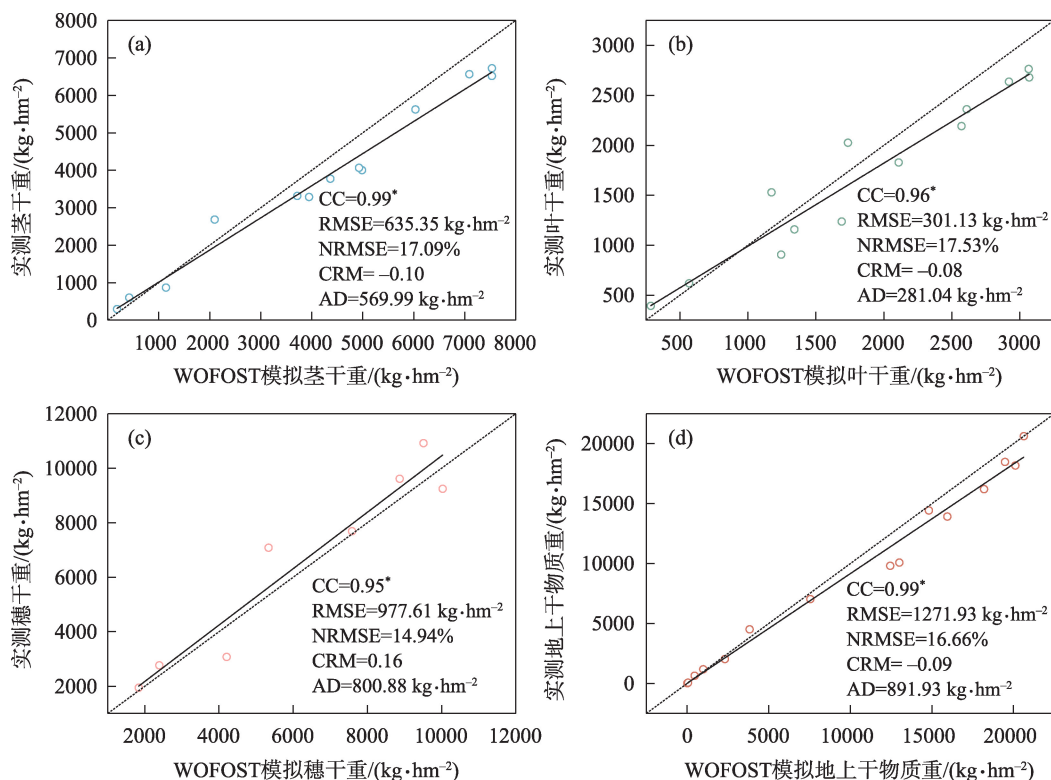 (a)
8000
7000
6000
5000
4000
3000
2000
1000
0
实测茎干重/(kg·hm⁻²)
CC=0.99*
RMSE=635.35 kg·hm⁻²
NRMSE=17.09%
CRM= −0.10
AD=569.99 kg·hm⁻²
1000 2000 3000 4000 5000 6000 7000 8000
WOFOST模拟茎干重/(kg·hm⁻²)
(b)
3000
2500
2000
1500
1000
500
实测叶干重/(kg·hm⁻²)
CC=0.96*
RMSE=301.13 kg·hm⁻²
NRMSE=17.53%
CRM= −0.08
AD=281.04 kg·hm⁻²
500 1000 1500 2000 2500 3000
WOFOST模拟叶干重/(kg·hm⁻²)
(c)
12000
10000
8000
6000
4000
2000
实测穗干重/(kg·hm⁻²)
CC=0.95*
RMSE=977.61 kg·hm⁻²
NRMSE=14.94%
CRM=0.16
AD=800.88 kg·hm⁻²
2000 4000 6000 8000 10000 12000
WOFOST模拟穗干重/(kg·hm⁻²)
(d)
20000
15000
10000
5000
0
实测地上干物质重/(kg·hm⁻²)
CC=0.99*
RMSE=1271.93 kg·hm⁻²
NRMSE=16.66%
CRM= −0.09
AD=891.93 kg·hm⁻²
0 5000 10000 15000 20000
WOFOST模拟地上干物质重/(kg·hm⁻²)